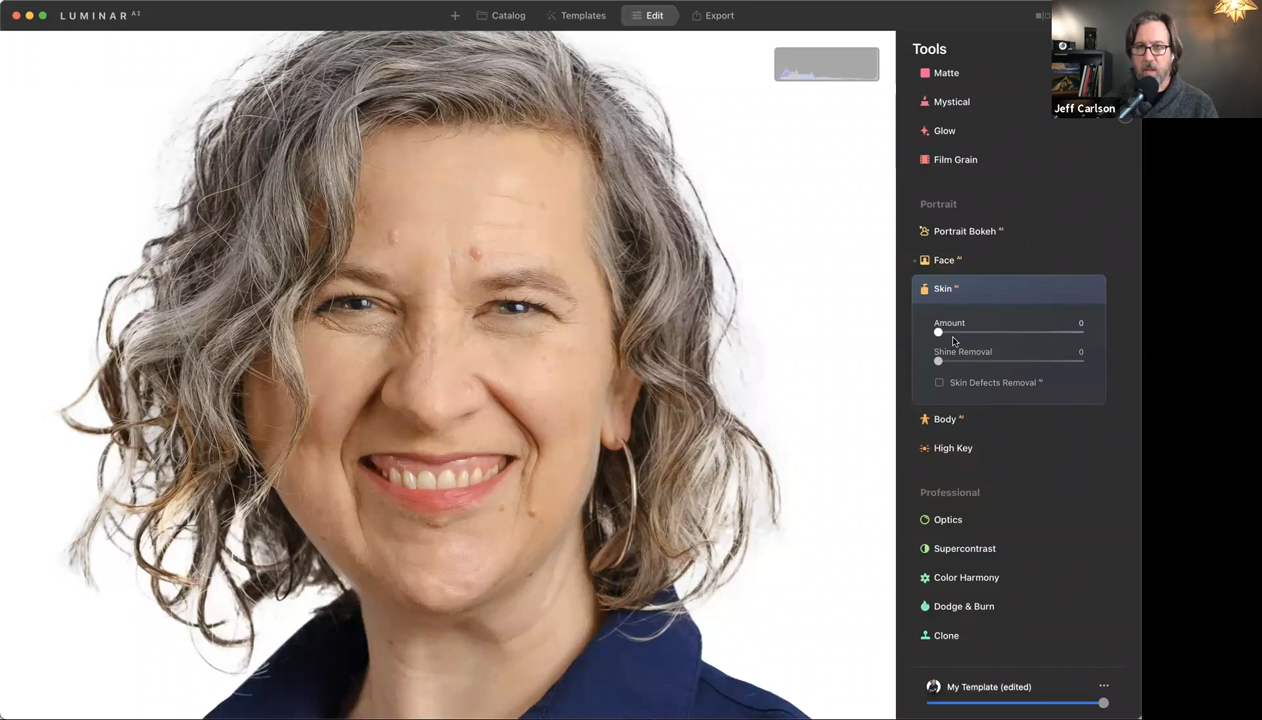 LUMINAR AI
Catalog
Templates
Edit
Export
Jeff Carlson
Tools
Matte
Mystical
Glow
Film Grain
Portrait
Portrait Bokeh AI
Face AI
Skin AI
Amount 0
Shine Removal 0
Skin Defects Removal AI
Body AI
High Key
Professional
Optics
Supercontrast
Color Harmony
Dodge & Burn
Clone
My Template (edited)